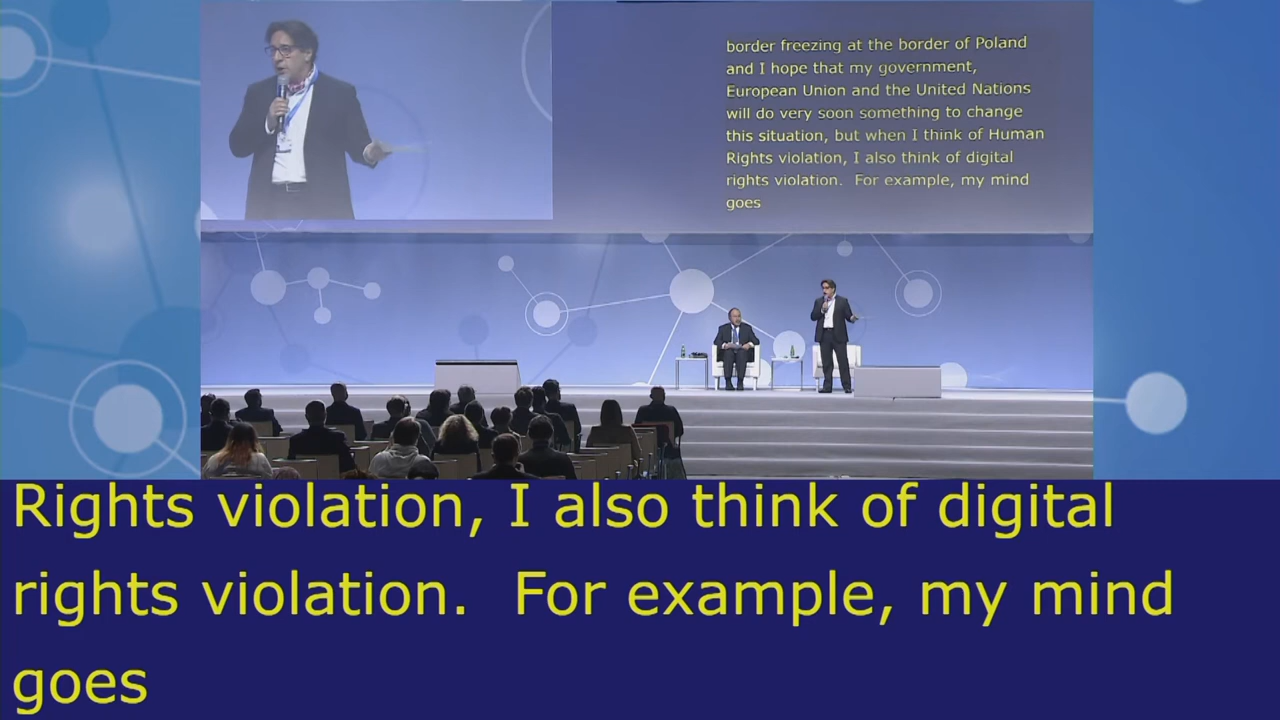 border freezing at the border of Poland
and I hope that my government,
European Union and the United Nations
will do very soon something to change
this situation, but when I think of Human
Rights violation, I also think of digital
rights violation.  For example, my mind
goes
Rights violation, I also think of digital
rights violation.  For example, my mind
goes